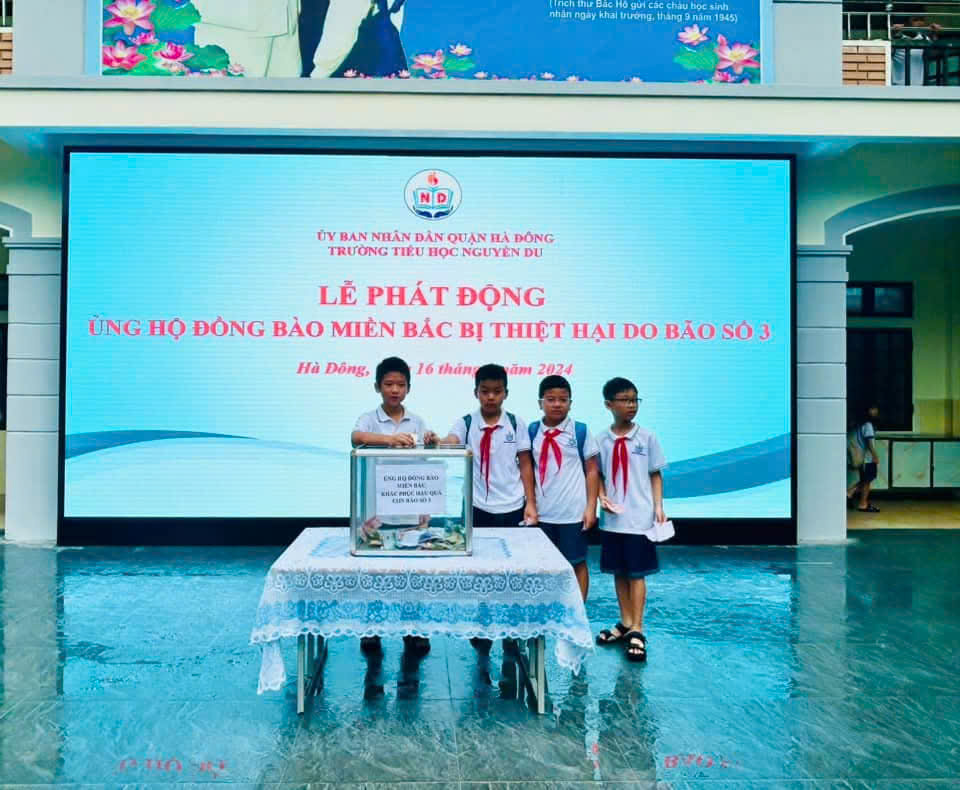 (Trích thư Bác Hồ gửi các cháu học sinh
nhân ngày khai trường, tháng 9 năm 1945)
ND
ỦY BAN NHÂN DÂN QUẬN HÀ ĐÔNG
TRƯỜNG TIỂU HỌC NGUYỄN DU
LỄ PHÁT ĐỘNG
ỦNG HỘ ĐỒNG BÀO MIỀN BẮC BỊ THIỆT HẠI DO BÃO SỐ 3
Hà Đông, 16 năm 2024
ỦNG HỘ ĐỒNG BÀO
MIỀN BẮC
KHẮC PHỤC HẬU QUẢ
CƠN BÃO SỐ 3